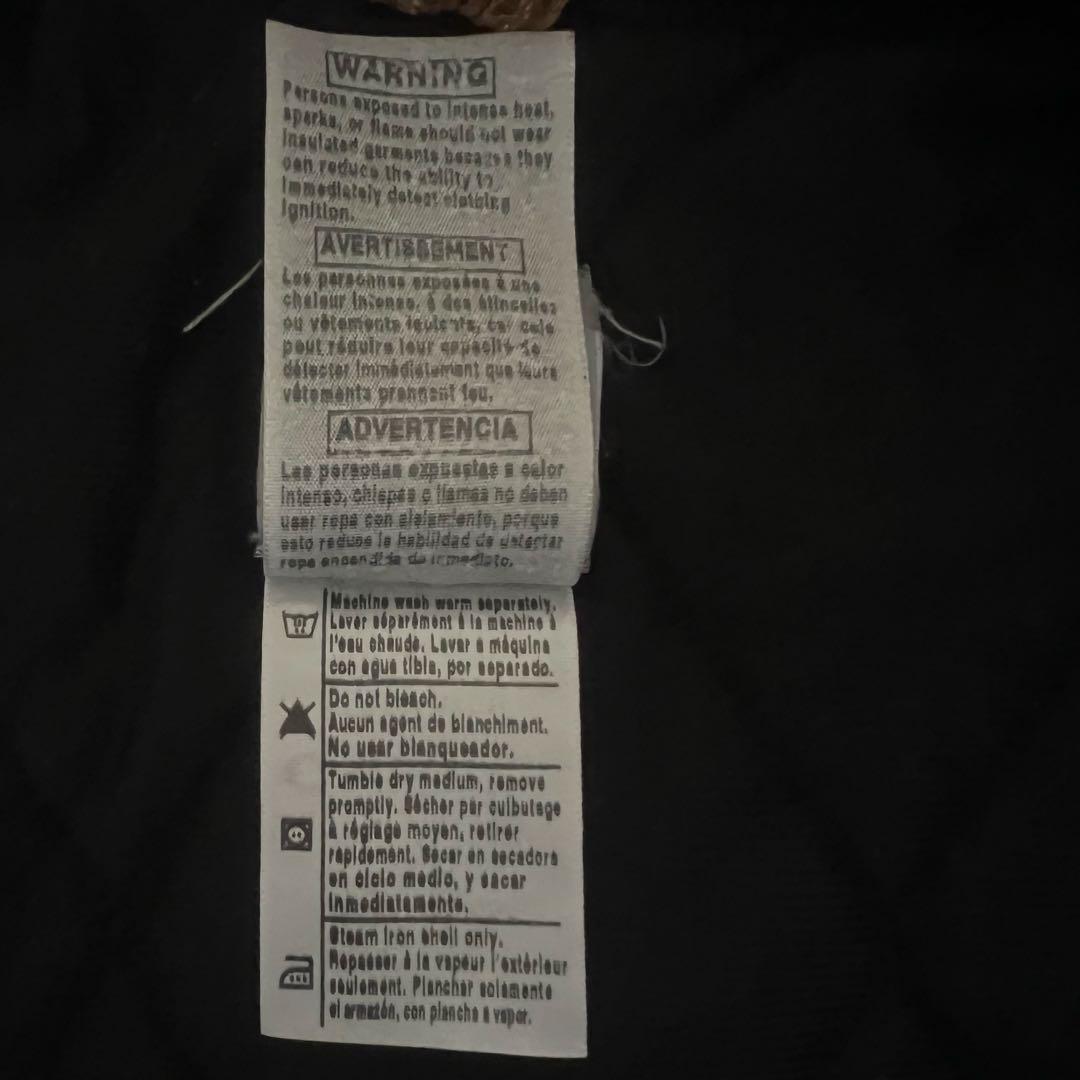 WARNING
Persons exposed to intense heat,
sparks, or flame should not wear
insulated garments because they
can reduce the ability to
immediately detect clothing
ignition.
AVERTISSEMENT
Les personnes exposées à une
chaleur intense, à des étincelles
ou vêtements isolants, car cela
peut réduire leur capacité de
détecter immédiatement que leurs
vêtements prennent feu.
ADVERTENCIA
Las personas expuestas a calor
intenso, chispas o llamas no deben
usar ropa con aislamiento, porque
esto reduce la habilidad de detectar
ropa encendida de inmediato.
Machine wash warm separately.
Laver séparément à la machine à
l'eau chaude. Lavar a máquina
con agua tibia, por separado.
Do not bleach.
Aucun agent de blanchiment.
No usar blanqueador.
Tumble dry medium, remove
promptly. Sécher par culbutage
à réglage moyen, retirer
rapidement. Secar en secadora
en ciclo medio, y sacar
inmediatamente.
Steam iron shell only.
Repasser à la vapeur l'extérieur
seulement. Planchar solamente
el armazón, con plancha a vapor.